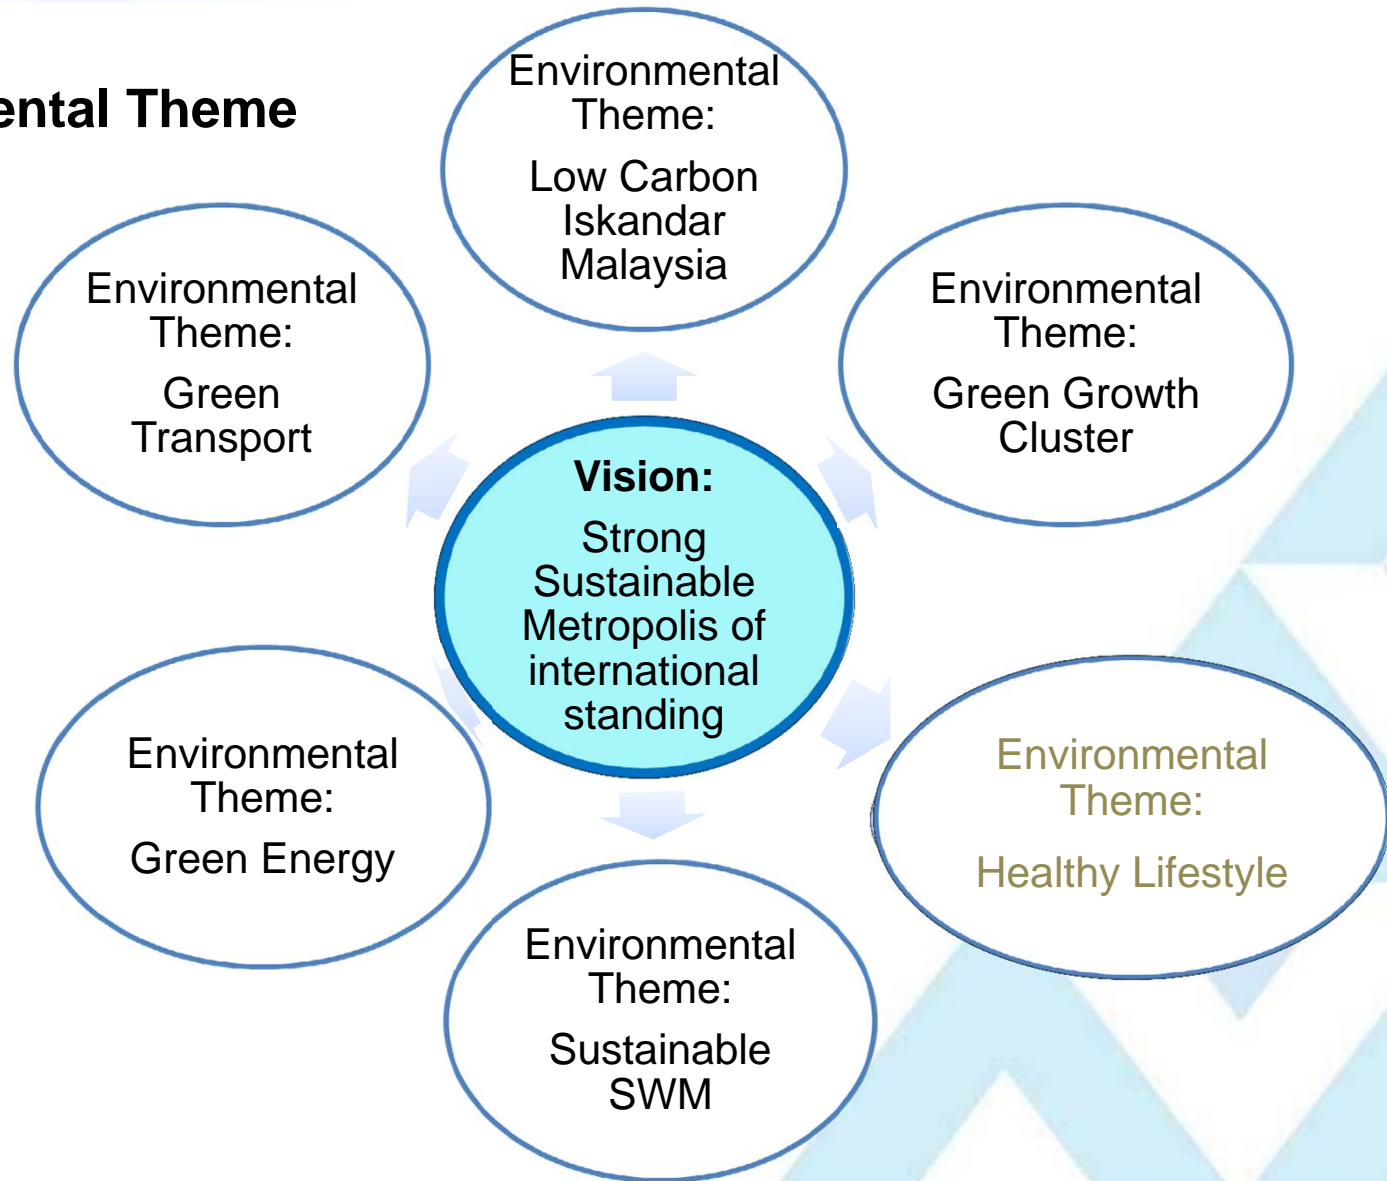 ental Theme
Environmental
Theme:
Low Carbon
Iskandar
Malaysia
Environmental
Theme:
Green
Transport
Environmental
Theme:
Green Growth
Cluster
Vision:
Strong
Sustainable
Metropolis of
international
standing
Environmental
Theme:
Green Energy
Environmental
Theme:
Healthy Lifestyle
Environmental
Theme:
Sustainable
SWM